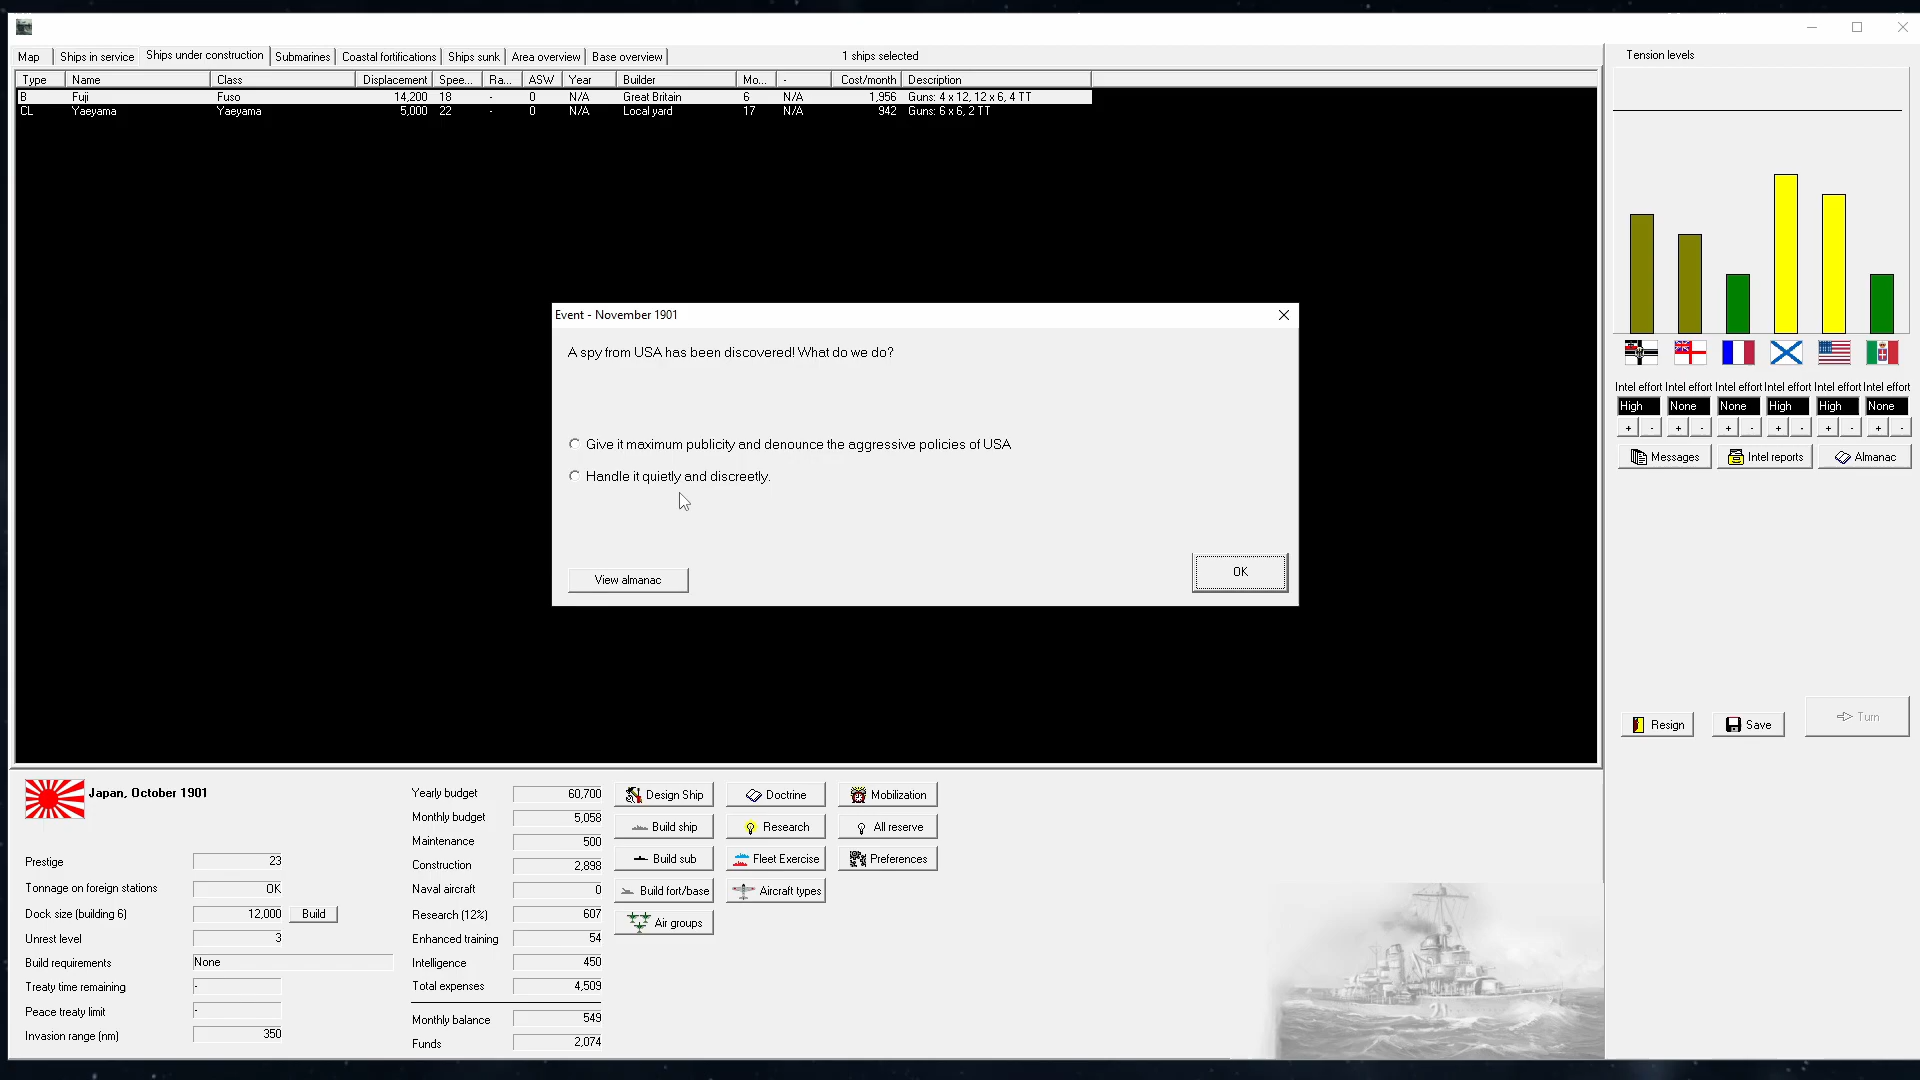 Map
Ships in service
Ships under construction
Submarines
Coastal fortifications
Ships sunk
Area overview
Base overview
1 ships selected
Tension levels
Type Name Class Displacement Spee... Ra... ASW Year Builder Mo... - Cost/month Description
B Fuji Fuso 14,200 18 - 0 N/A Great Britain 6 N/A 1,956 Guns: 4 x 12, 12 x 6, 4 TT
CL Yaeyama Yaeyama 5,000 22 - 0 N/A Local yard 17 N/A 942 Guns: 6 x 6, 2 TT
Event - November 1901
A spy from USA has been discovered! What do we do?
Give it maximum publicity and denounce the aggressive policies of USA
Handle it quietly and discreetly.
View almanac
OK
Intel effort Intel effort Intel effort Intel effort Intel effort Intel effort
High None None High High None
+ - + - + - + - + - + -
Messages
Intel reports
Almanac
Resign
Save
Turn
Japan, October 1901
Prestige 23
Tonnage on foreign stations OK
Dock size (building 6) 12,000 Build
Unrest level 3
Build requirements None
Treaty time remaining -
Peace treaty limit -
Invasion range (nm) 350
Yearly budget 60,700
Monthly budget 5,058
Maintenance 500
Construction 2,898
Naval aircraft 0
Research (12%) 607
Enhanced training 54
Intelligence 450
Total expenses 4,509
Monthly balance 549
Funds 2,074
Design Ship
Doctrine
Mobilization
Build ship
Research
All reserve
Build sub
Fleet Exercise
Preferences
Build fort/base
Aircraft types
Air groups